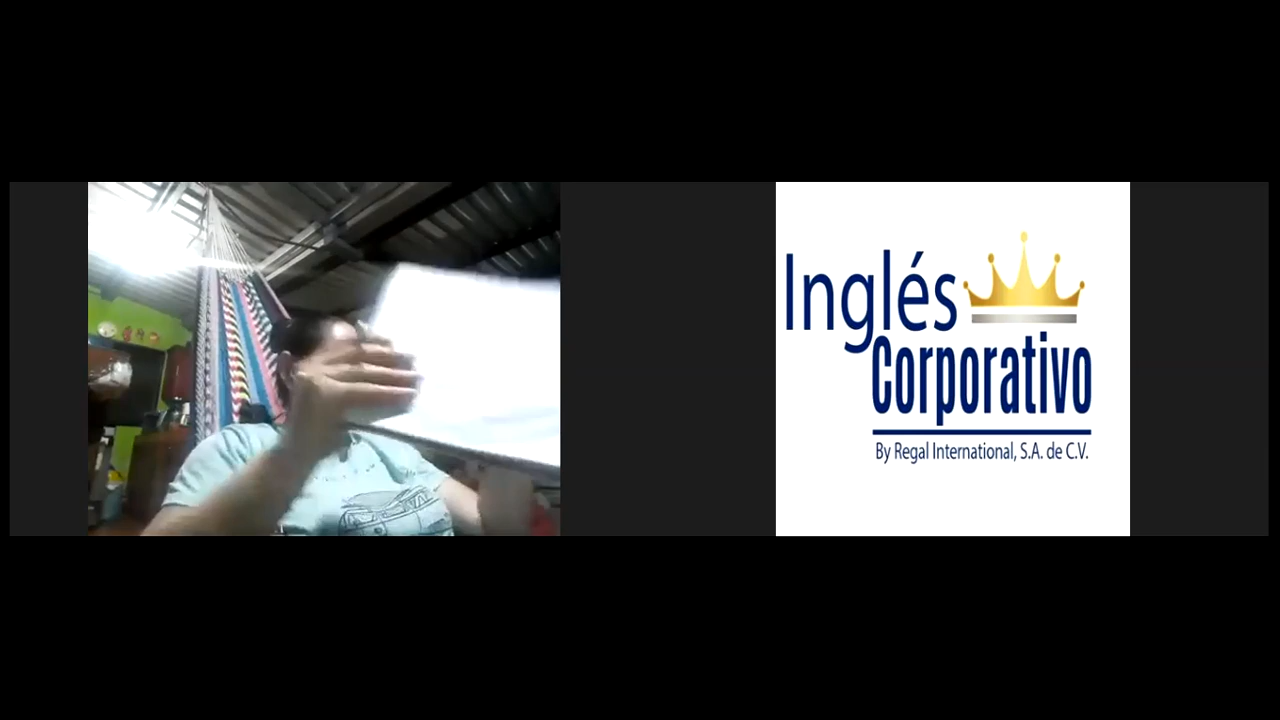 Inglés
Corporativo
By Regal International, S.A. de C.V.